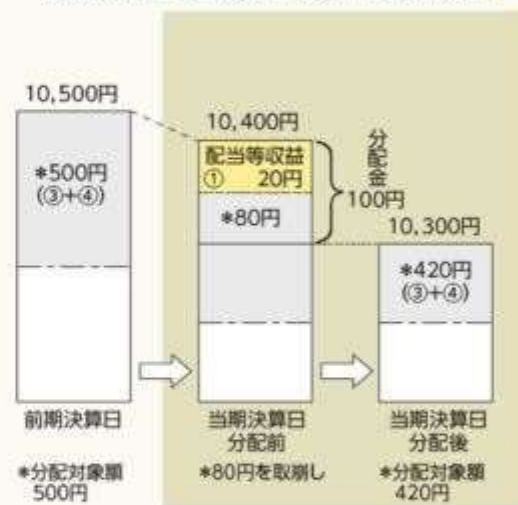 10,500円
*500円
(③+④)
前期決算日
*分配対象額
500円
10,400円
配当等収益
① 20円
*80円
分配金
100円
当期決算日
分配前
*80円を取崩し
10,300円
*420円
(③+④)
当期決算日
分配後
*分配対象額
420円